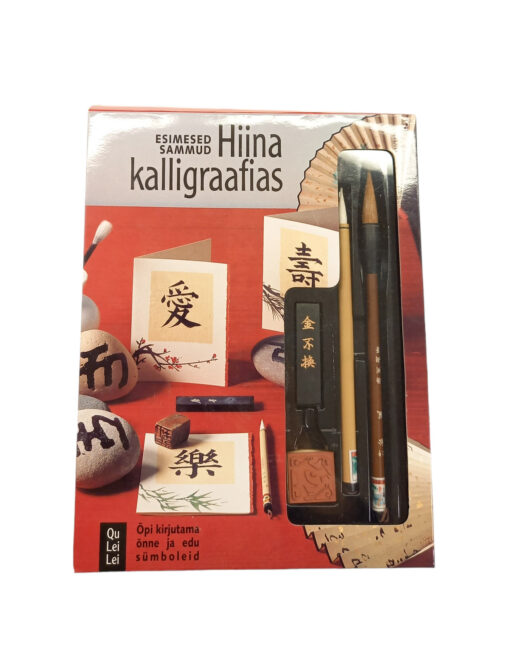 ESIMESED
SAMMUD
Hiina
kalligraafias
壽
愛
金不換
樂
Qu
Lei
Lei
Õpi kirjutama
õnne ja edu
sümboleid